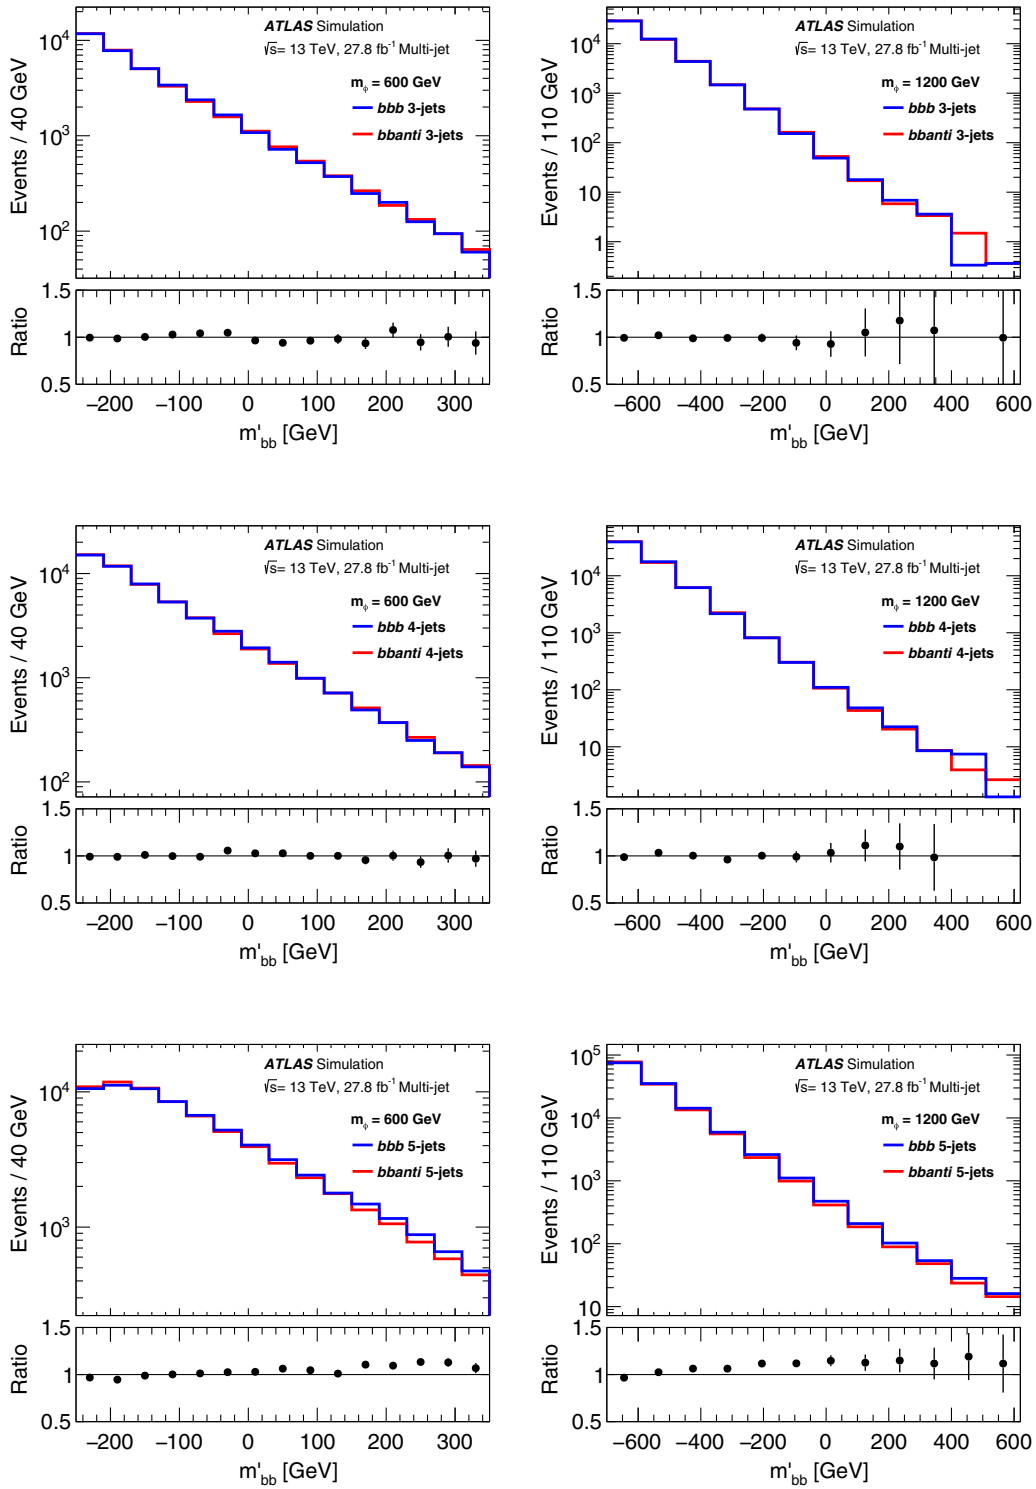 ATLAS Simulation
√s= 13 TeV, 27.8 fb⁻¹ Multi-jet
m_ϕ = 600 GeV
bbb 3-jets
bbanti 3-jets
Events / 40 GeV
10⁴
10³
10²
Ratio
1.5
1
0.5
−200 −100 0 100 200 300
m'_bb [GeV]
ATLAS Simulation
√s= 13 TeV, 27.8 fb⁻¹ Multi-jet
m_ϕ = 1200 GeV
bbb 3-jets
bbanti 3-jets
Events / 110 GeV
10⁴
10³
10²
10
1
Ratio
1.5
1
0.5
−600 −400 −200 0 200 400 600
m'_bb [GeV]
ATLAS Simulation
√s= 13 TeV, 27.8 fb⁻¹ Multi-jet
m_ϕ = 600 GeV
bbb 4-jets
bbanti 4-jets
Events / 40 GeV
10⁴
10³
10²
Ratio
1.5
1
0.5
−200 −100 0 100 200 300
m'_bb [GeV]
ATLAS Simulation
√s= 13 TeV, 27.8 fb⁻¹ Multi-jet
m_ϕ = 1200 GeV
bbb 4-jets
bbanti 4-jets
Events / 110 GeV
10⁴
10³
10²
10
Ratio
1.5
1
0.5
−600 −400 −200 0 200 400 600
m'_bb [GeV]
ATLAS Simulation
√s= 13 TeV, 27.8 fb⁻¹ Multi-jet
m_ϕ = 600 GeV
bbb 5-jets
bbanti 5-jets
Events / 40 GeV
10⁴
10³
Ratio
1.5
1
0.5
−200 −100 0 100 200 300
m'_bb [GeV]
ATLAS Simulation
√s= 13 TeV, 27.8 fb⁻¹ Multi-jet
m_ϕ = 1200 GeV
bbb 5-jets
bbanti 5-jets
Events / 110 GeV
10⁵
10⁴
10³
10²
10
Ratio
1.5
1
0.5
−600 −400 −200 0 200 400 600
m'_bb [GeV]